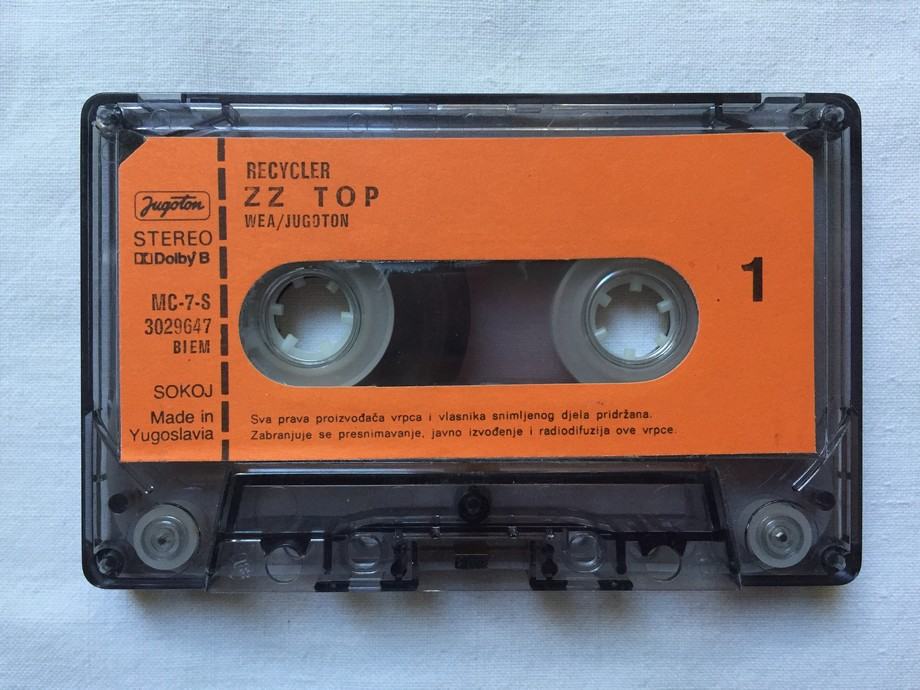 Jugoton
STEREO
Dolby B
MC-7-S
3029647
BIEM
SOKOJ
Made in
Yugoslavia
RECYCLER
ZZ TOP
WEA/JUGOTON
1
Sva prava proizvođača vrpca i vlasnika snimljenog djela pridržana.
Zabranjuje se presnimavanje, javno izvođenje i radiodifuzija ove vrpce.